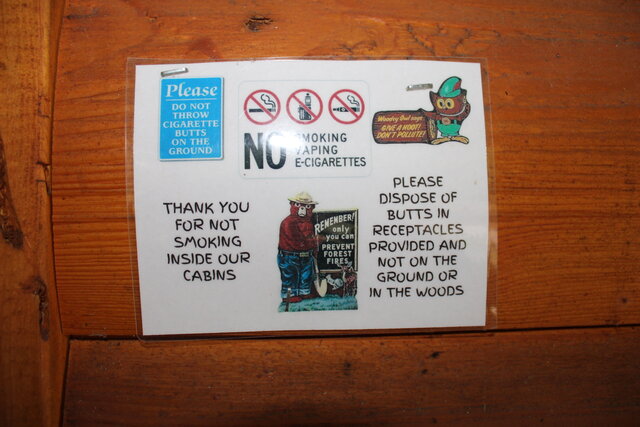 Please
DO NOT
THROW
CIGARETTE
BUTTS
ON THE
GROUND
NO SMOKING
VAPING
E-CIGARETTES
Woodsy Owl says
GIVE A HOOT!
DON'T POLLUTE!
THANK YOU
FOR NOT
SMOKING
INSIDE OUR
CABINS
REMEMBER!
only
you can
PREVENT
FOREST
FIRES
PLEASE
DISPOSE OF
BUTTS IN
RECEPTACLES
PROVIDED AND
NOT ON THE
GROUND OR
IN THE WOODS